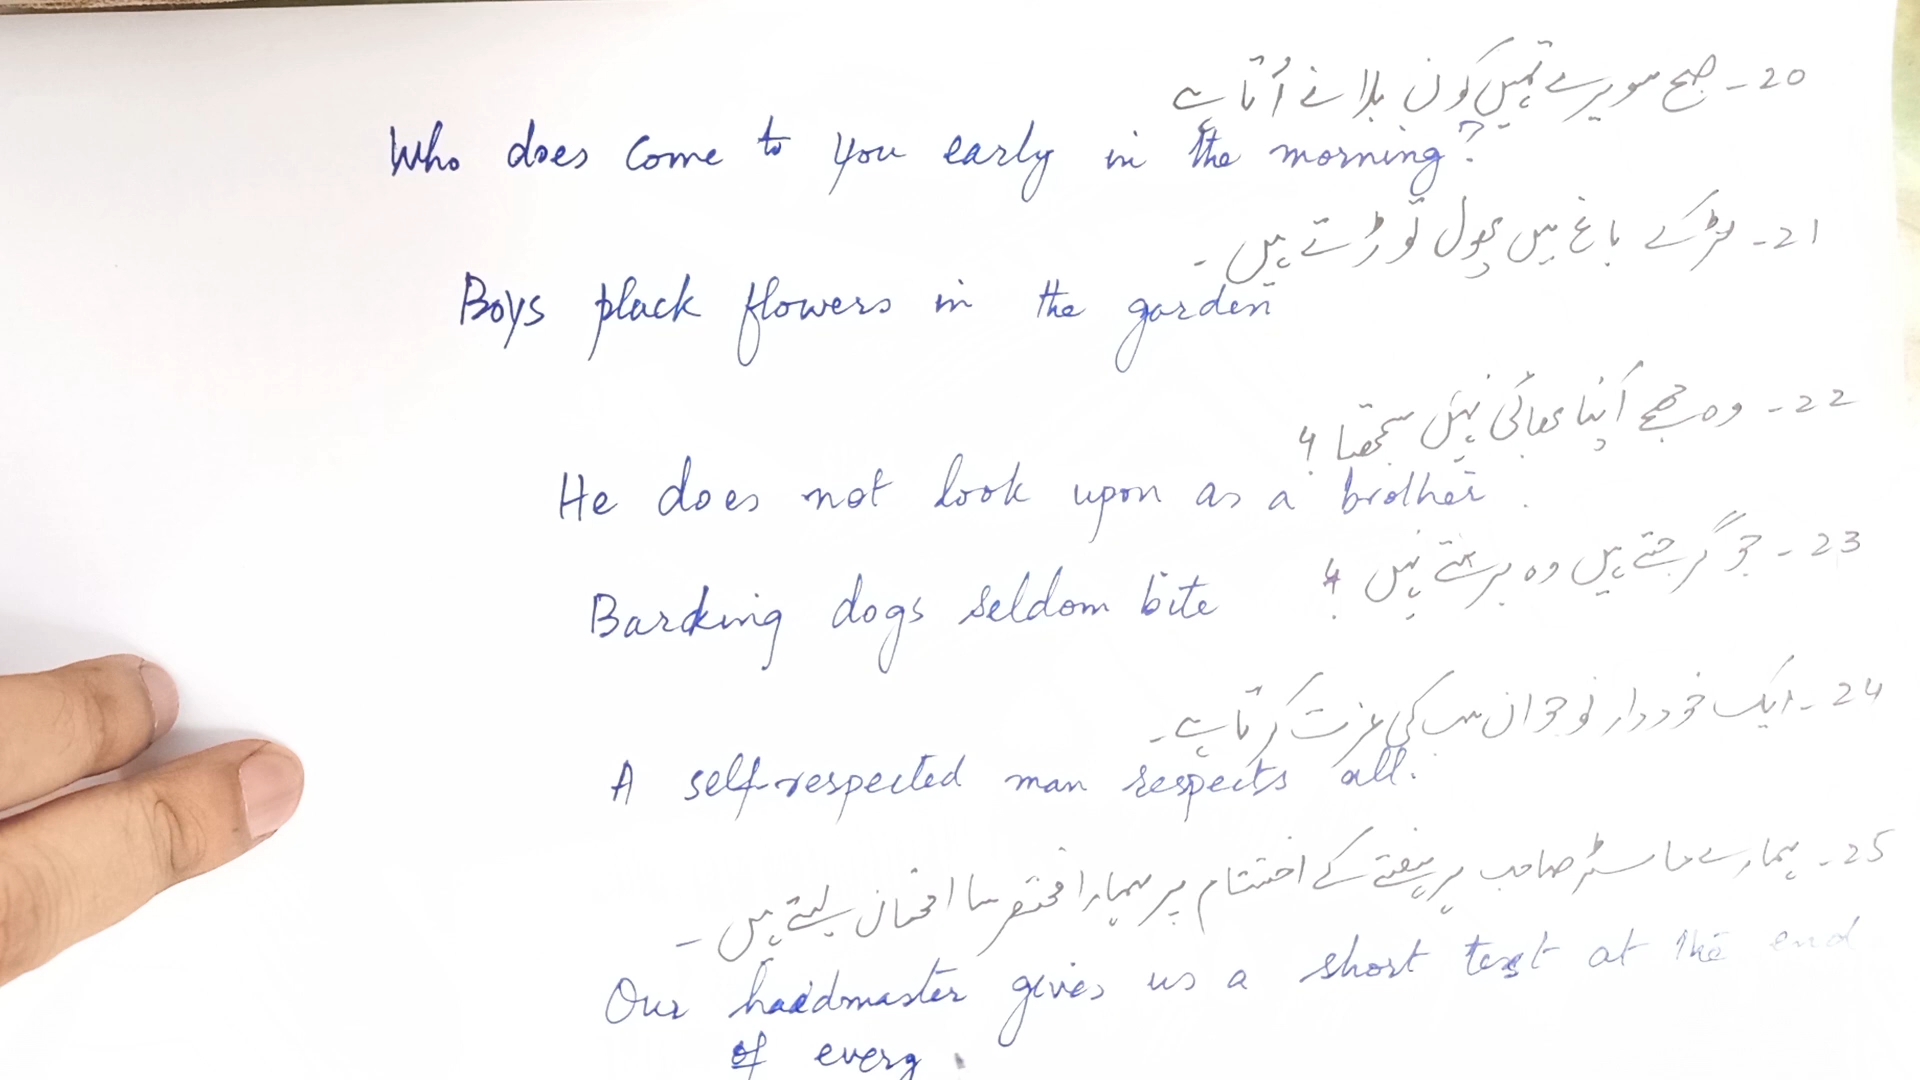 20- صبح سویرے تمہیں کون بلانے آتا ہے
Who does come to you early in the morning?
21- لڑکے باغ میں پھول توڑتے ہیں -
Boys pluck flowers in the garden
22- وہ مجھے اپنا بھائی نہیں سمجھتا ؟
He does not look upon as a brother.
23- جو گرجتے ہیں وہ برستے نہیں ؟
Barking dogs seldom bite
24- ایک خوددار نوجوان سب کی عزت کرتا ہے -
A self-respected man respects all.
25- ہمارے ماسٹر صاحب ہر ہفتے کے اختتام پر ہمارا مختصر سا امتحان لیتے ہیں -
Our haedmaster gives us a short test at the end
of every